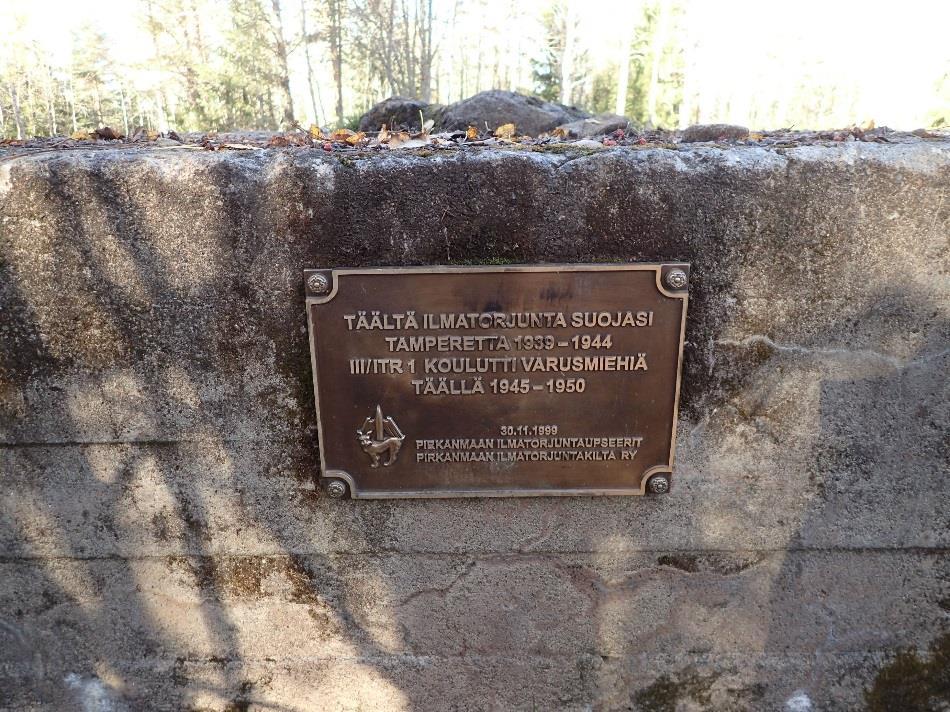 TÄÄLTÄ ILMATORJUNTA SUOJASI
TAMPERETTA 1939 – 1944
III/ITR 1 KOULUTTI VARUSMIEHIÄ
TÄÄLLÄ 1945 – 1950
30.11.1999
PIRKANMAAN ILMATORJUNTAUPSEERIT
PIRKANMAAN ILMATORJUNTAKILTA RY